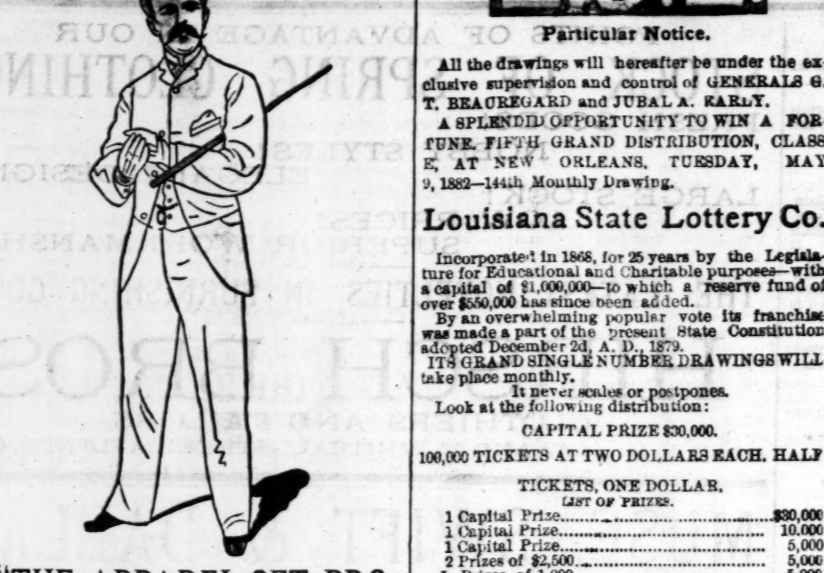 Particular Notice.
All the drawings will hereafter be under the ex-
clusive supervision and control of GENERALS G.
T. BEAUREGARD and JUBAL A. EARLY.
A SPLENDID OPPORTUNITY TO WIN A FOR-
TUNE. FIFTH GRAND DISTRIBUTION, CLASS
E, AT NEW ORLEANS, TUESDAY, MAY
9, 1882—144th Monthly Drawing.
Louisiana State Lottery Co.
Incorporated in 1868, for 25 years by the Legisla-
ture for Educational and Charitable purposes—with
a capital of $1,000,000—to which a reserve fund of
over $550,000 has since been added.
By an overwhelming popular vote its franchise
was made a part of the present State Constitution
adopted December 2d, A. D., 1879.
ITS GRAND SINGLE NUMBER DRAWINGS WILL
take place monthly.
It never scales or postpones.
Look at the following distribution:
CAPITAL PRIZE $30,000.
100,000 TICKETS AT TWO DOLLARS EACH. HALF
TICKETS, ONE DOLLAR.
LIST OF PRIZES.
1 Capital Prize $30,000
1 Capital Prize 10,000
1 Capital Prize 5,000
2 Prizes of $2,500 5,000